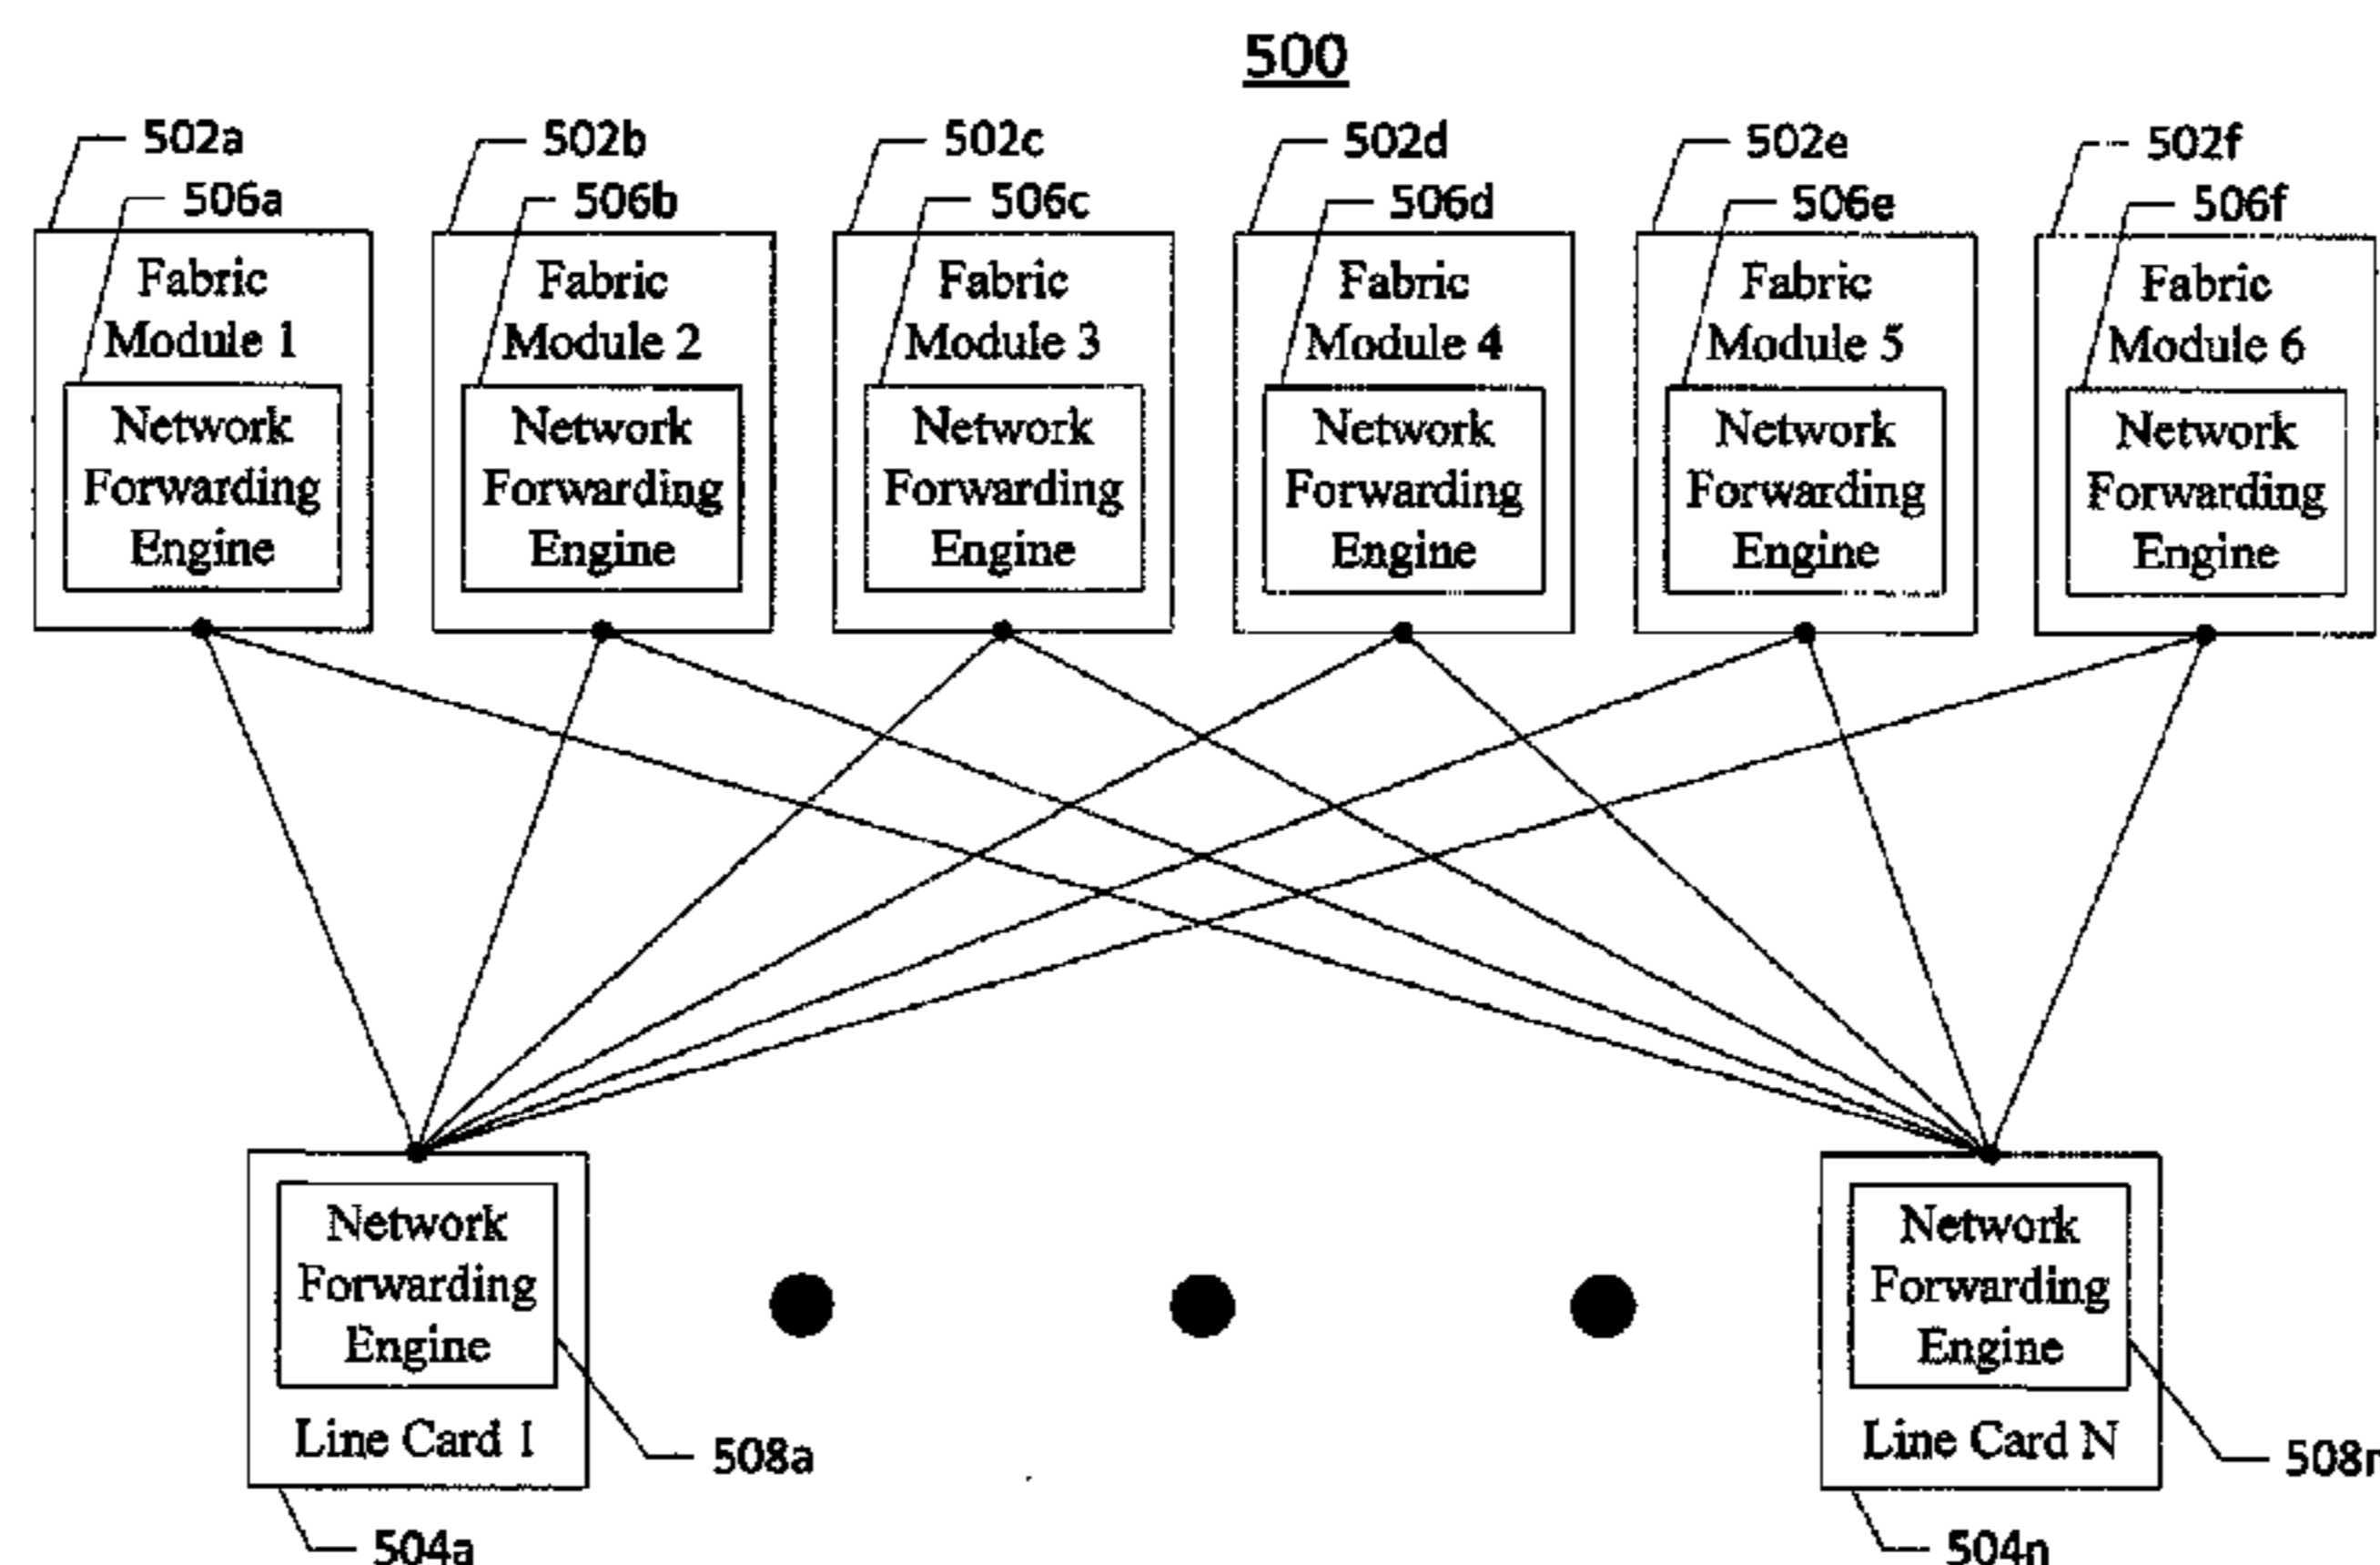 500
502a
502b
502c
502d
502e
502f
506a
506b
506c
506d
506e
506f
Fabric
Module 1
Network
Forwarding
Engine
Fabric
Module 2
Network
Forwarding
Engine
Fabric
Module 3
Network
Forwarding
Engine
Fabric
Module 4
Network
Forwarding
Engine
Fabric
Module 5
Network
Forwarding
Engine
Fabric
Module 6
Network
Forwarding
Engine
Network
Forwarding
Engine
Line Card 1
508a
504a
Network
Forwarding
Engine
Line Card N
508n
504n